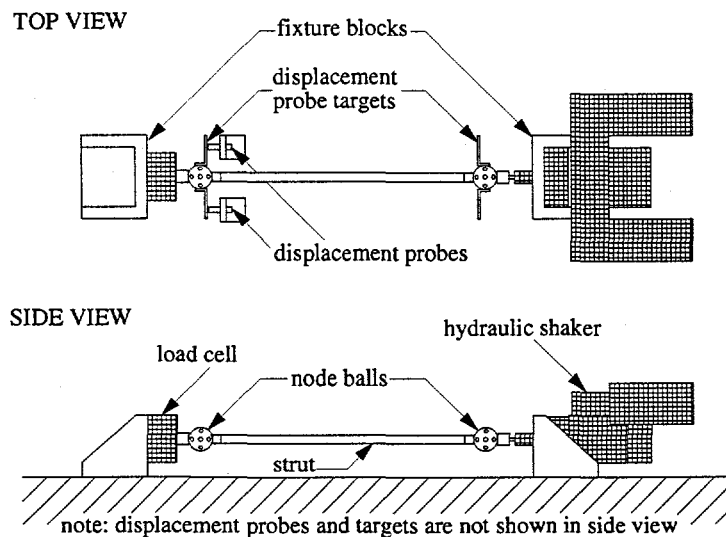 TOP VIEW
fixture blocks
displacement
probe targets
displacement probes
SIDE VIEW
hydraulic shaker
load cell
node balls
strut
note: displacement probes and targets are not shown in side view